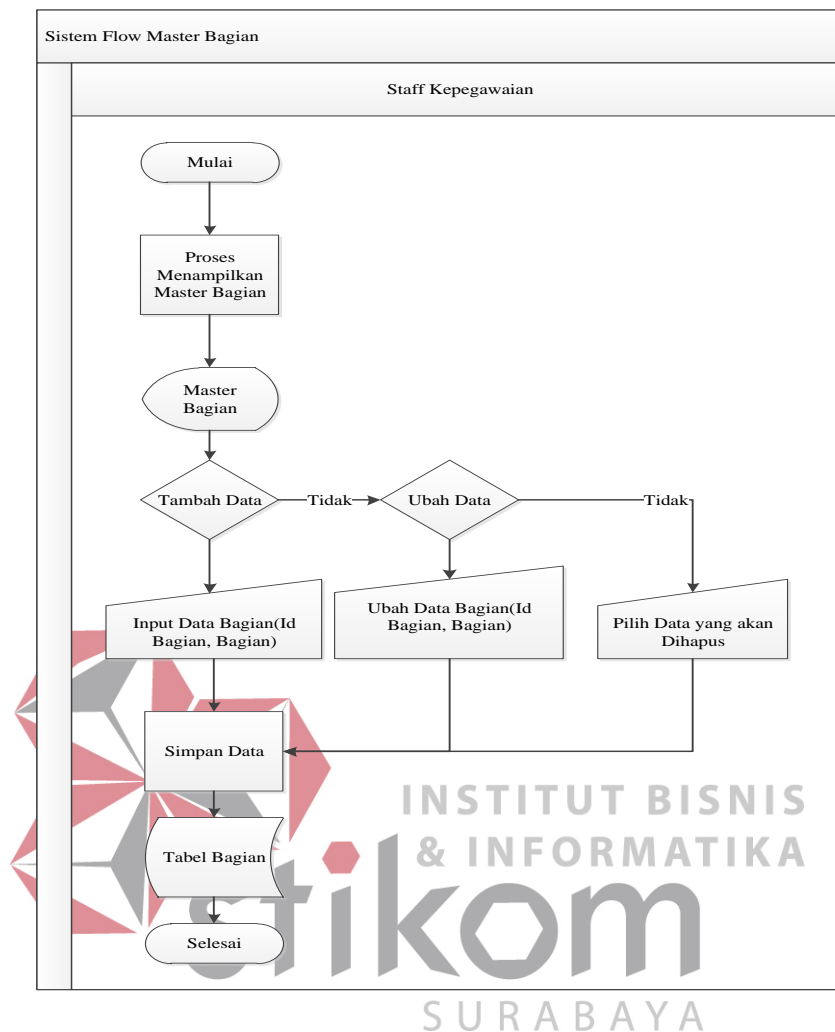 Sistem Flow Master Bagian
Staff Kepegawaian
Mulai
Proses
Menampilkan
Master Bagian
Master
Bagian
Tambah Data
Tidak
Ubah Data
Tidak
Input Data Bagian(Id
Bagian, Bagian)
Ubah Data Bagian(Id
Bagian, Bagian)
Pilih Data yang akan
Dihapus
Simpan Data
Tabel Bagian
Selesai
INSTITUT BISNIS
& INFORMATIKA
stikom
SURABAYA